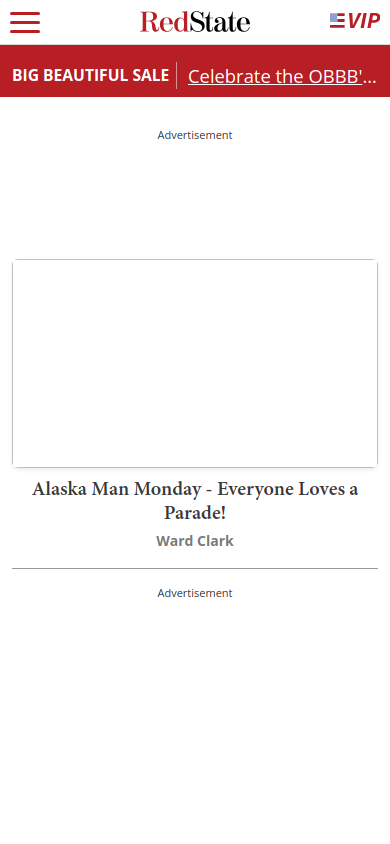 RedState
VIP
BIG BEAUTIFUL SALE
Celebrate the OBBB'...
Advertisement
Alaska Man Monday - Everyone Loves a
Parade!
Ward Clark
Advertisement